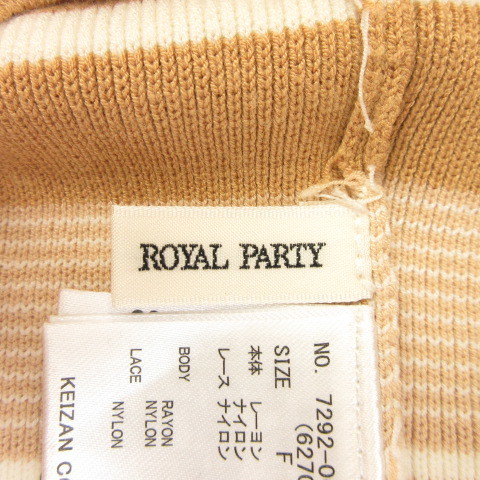 ROYAL PARTY
NO. 7292-0
(6270
SIZE F
本体 レーヨン
ナイロン
レース ナイロン
BODY RAYON
NYLON
LACE NYLON
KEIZAN CO